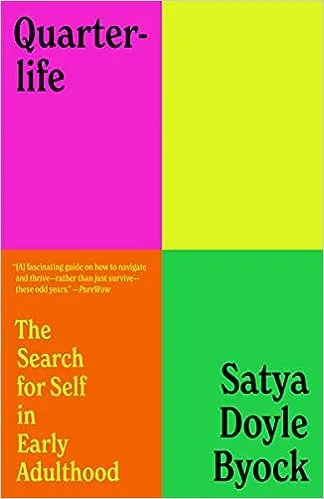 Quarter-
life
"[A] fascinating guide on how to navigate
and thrive—rather than just survive—
these odd years." —PureWow
The
Search
for Self
in
Early
Adulthood
Satya
Doyle
Byock